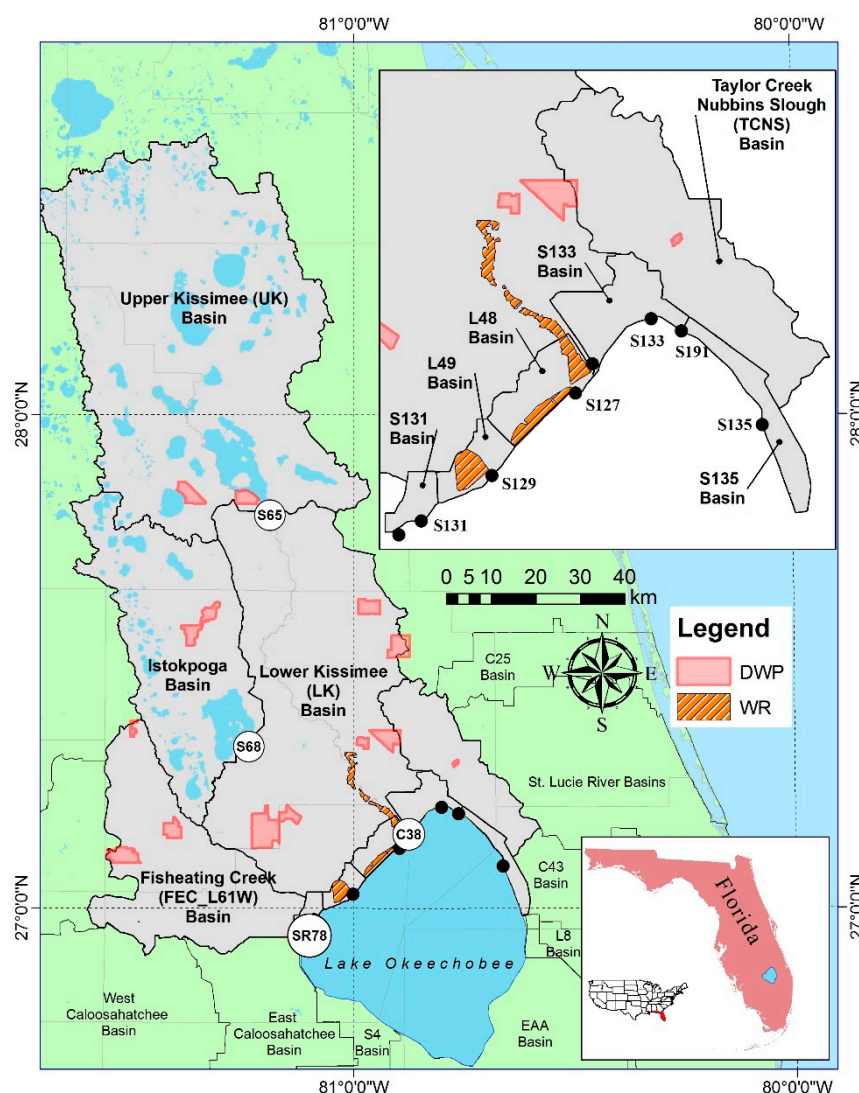 81°0'0"W
80°0'0"W
Taylor Creek
Nubbins Slough
(TCNS)
Basin
S133
Basin
L48
Basin
L49
Basin
S131
Basin
S133
S191
S127
S135
S129
S135
Basin
S131
28°0'0"N
28°0'0"N
Upper Kissimee (UK)
Basin
S65
0 5 10 20 30 40
km
Legend
DWP
WR
N
W
E
S
C25
Basin
Istokpoga
Basin
Lower Kissimee
(LK)
Basin
S68
St. Lucie River Basins
C38
C43
Basin
Fisheating Creek
(FEC_L61W)
Basin
27°0'0"N
27°0'0"N
SR78
L8
Basin
Lake Okeechobee
Florida
West
Caloosahatchee
Basin
East
Caloosahatchee
Basin
S4
Basin
EAA
Basin
81°0'0"W
80°0'0"W